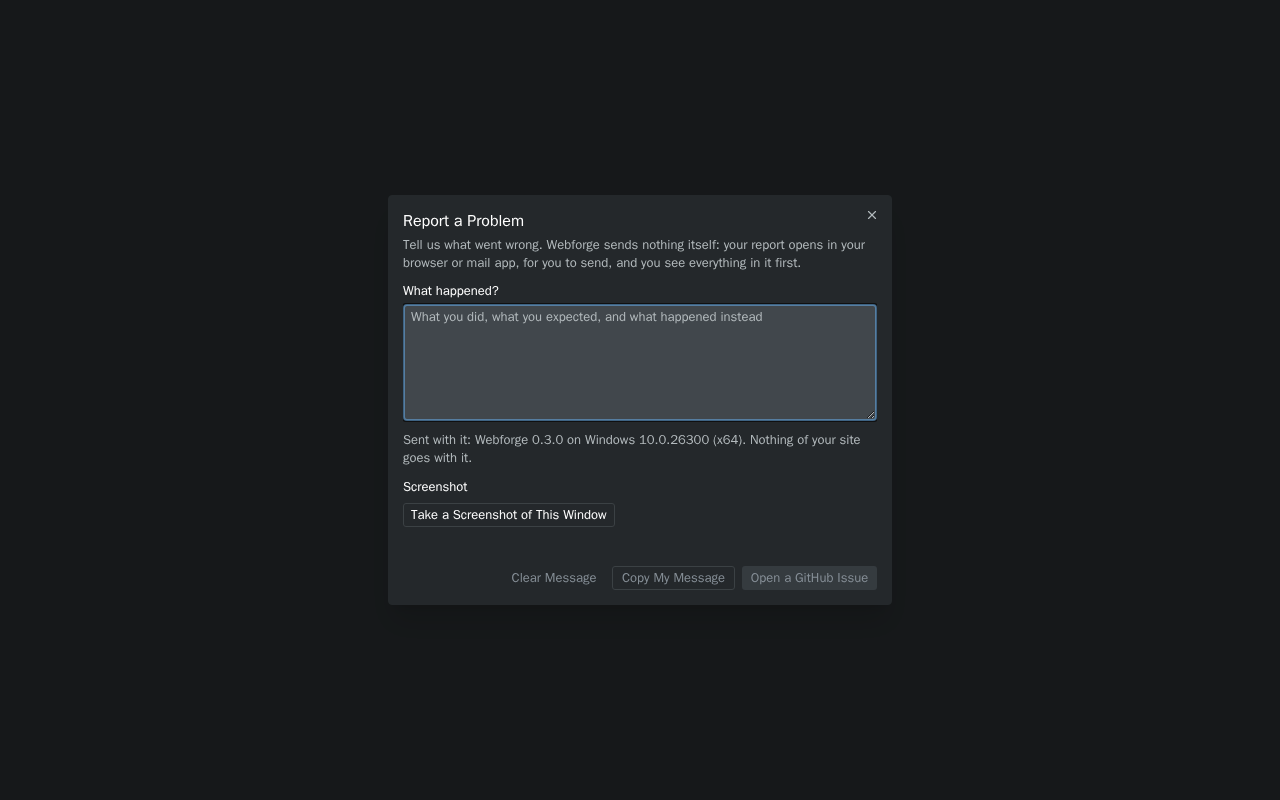 Report a Problem
Tell us what went wrong. Webforge sends nothing itself: your report opens in your
browser or mail app, for you to send, and you see everything in it first.
What happened?
What you did, what you expected, and what happened instead
Sent with it: Webforge 0.3.0 on Windows 10.0.26300 (x64). Nothing of your site
goes with it.
Screenshot
Take a Screenshot of This Window
Clear Message
Copy My Message
Open a GitHub Issue